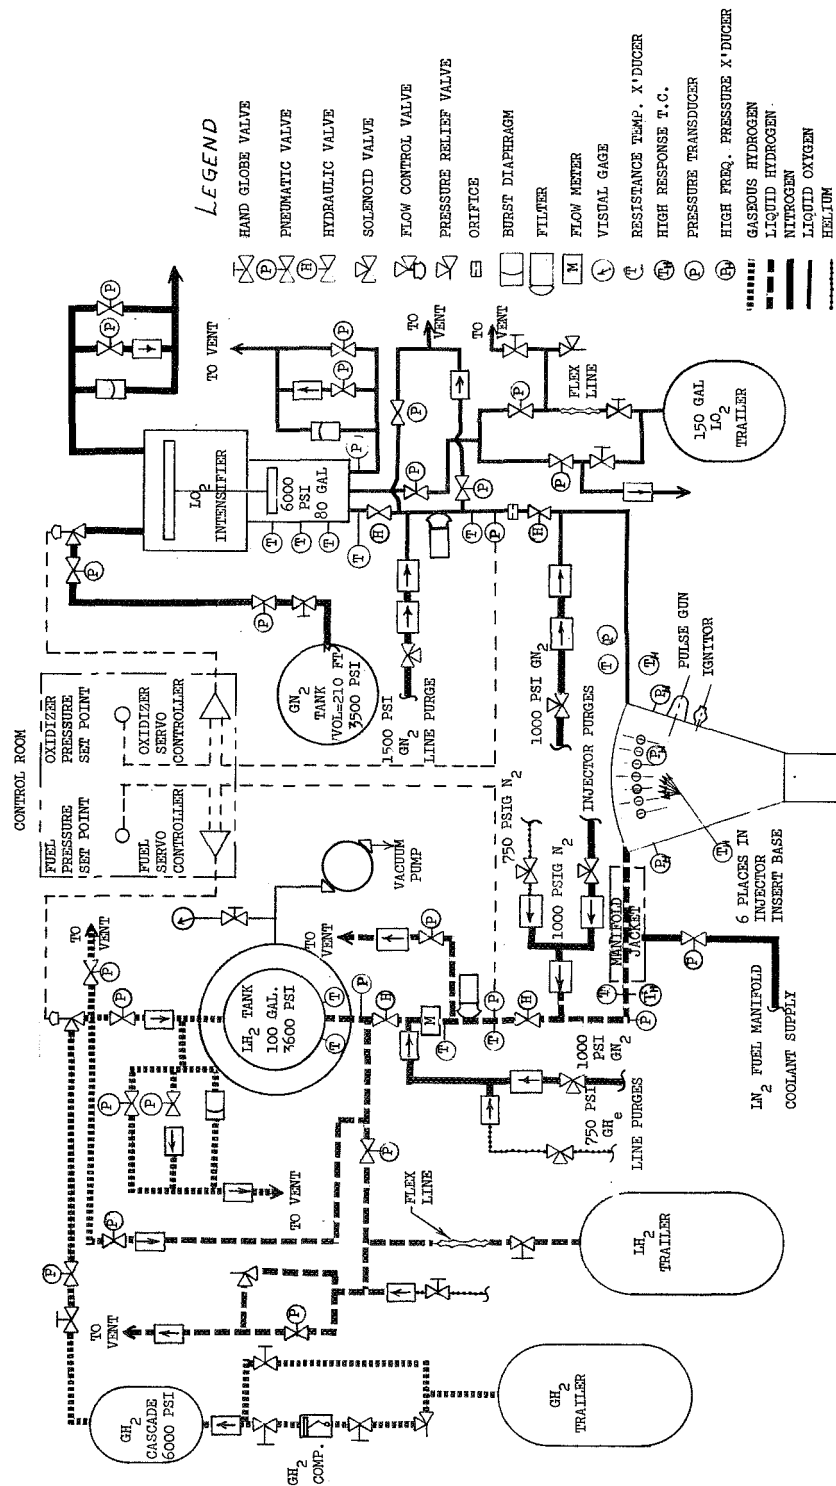 CONTROL ROOM
FUEL
PRESSURE
SET POINT
OXIDIZER
PRESSURE
SET POINT
FUEL
SERVO
CONTROLLER
OXIDIZER
SERVO
CONTROLLER
GH2
CASCADE
6000 PSI
TO
VENT
GH2
COMP.
GH2
TRAILER
TO VENT
TO
VENT
FLEX
LINE
LH2
TRAILER
LH2 TANK
100 GAL.
3600 PSI
VACUUM
PUMP
TO
VENT
M
1000
PSI
GN2
750 PSI
GHe
LINE PURGES
750 PSIG N2
1000 PSIG N2
INJECTOR PURGES
MANIFOLD
JACKET
LN2 FUEL MANIFOLD
COOLANT SUPPLY
6 PLACES IN
INJECTOR
INSERT BASE
PULSE GUN
IGNITOR
GN2
TANK
VOL=210 FT
3500 PSI
1500 PSI
GN2
LINE PURGE
1000 PSI GN2
LO2
INTENSIFIER
6000
PSI
80 GAL
TO VENT
TO
VENT
TO
VENT
FLEX
LINE
150 GAL
LO2
TRAILER
LEGEND
HAND GLOBE VALVE
P PNEUMATIC VALVE
H HYDRAULIC VALVE
SOLENOID VALVE
FLOW CONTROL VALVE
PRESSURE RELIEF VALVE
ORIFICE
BURST DIAPHRAGM
FILTER
M FLOW METER
VISUAL GAGE
T RESISTANCE TEMP. X'DUCER
TH HIGH RESPONSE T.C.
P PRESSURE TRANSDUCER
PH HIGH FREQ. PRESSURE X'DUCER
GASEOUS HYDROGEN
LIQUID HYDROGEN
NITROGEN
LIQUID OXYGEN
HELIUM